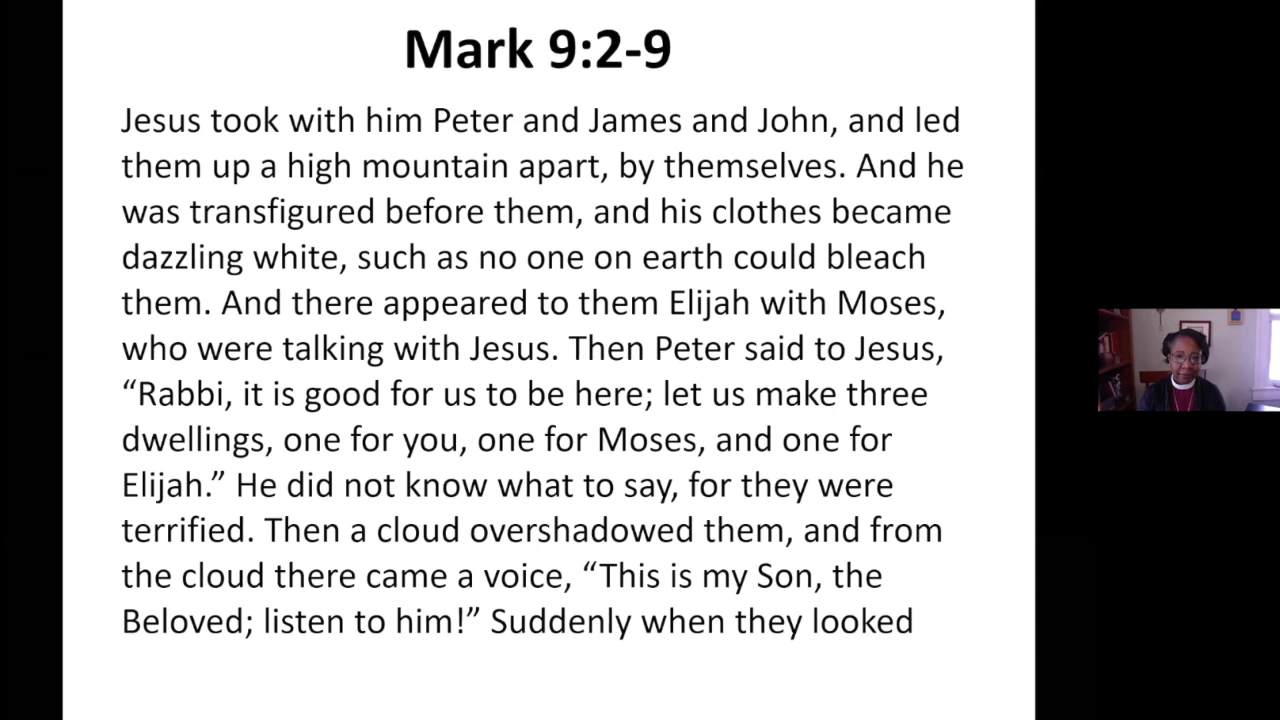 Mark 9:2-9
Jesus took with him Peter and James and John, and led
them up a high mountain apart, by themselves. And he
was transfigured before them, and his clothes became
dazzling white, such as no one on earth could bleach
them. And there appeared to them Elijah with Moses,
who were talking with Jesus. Then Peter said to Jesus,
“Rabbi, it is good for us to be here; let us make three
dwellings, one for you, one for Moses, and one for
Elijah.” He did not know what to say, for they were
terrified. Then a cloud overshadowed them, and from
the cloud there came a voice, “This is my Son, the
Beloved; listen to him!” Suddenly when they looked